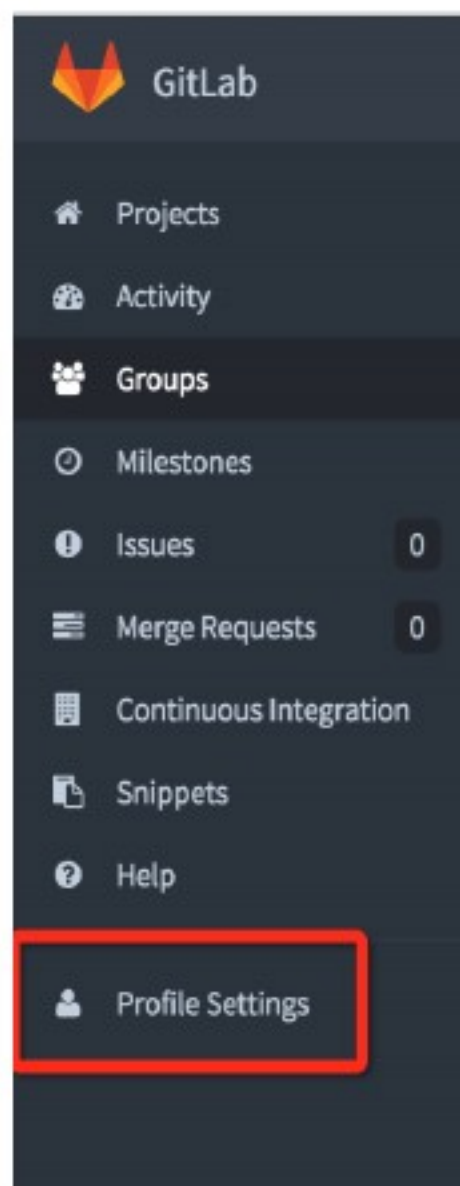 GitLab
Projects
Activity
Groups
Milestones
Issues 0
Merge Requests 0
Continuous Integration
Snippets
Help
Profile Settings